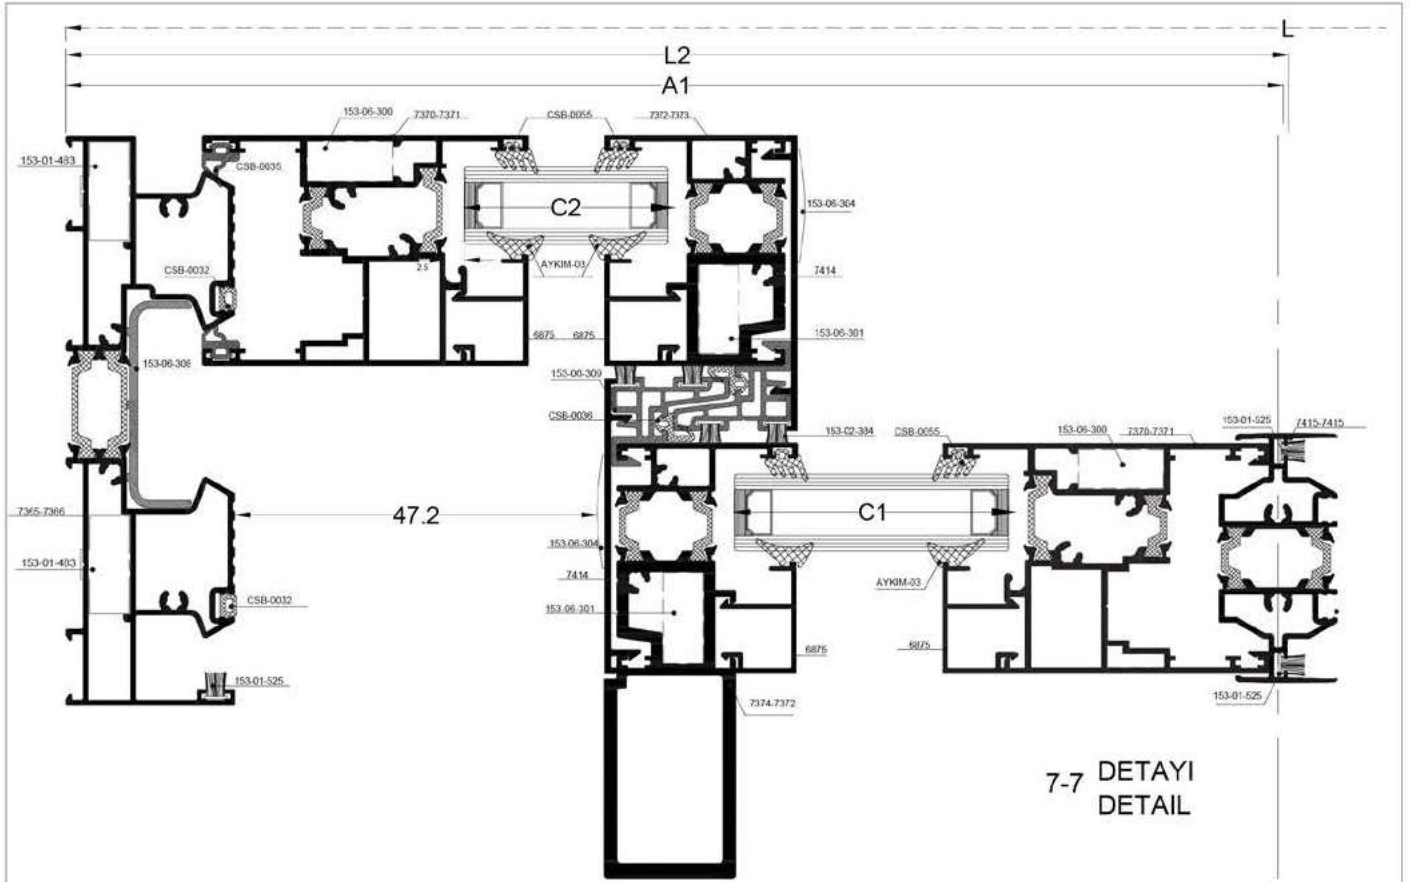 L
L2
A1
153-06-300
7370-7371
CSB-0055
7372-7373
153-01-483
CSB-0035
C2
153-06-304
CSB-0032
2.5
AYKIM-03
7414
6875
6875
153-06-301
153-06-308
153-06-309
CSB-0036
153-02-384
CSB-0055
153-06-300
7370-7371
153-01-525
7415-7415
7365-7366
47.2
C1
153-06-304
153-01-483
7414
AYKIM-03
CSB-0032
153-06-301
6875
6875
153-01-525
153-01-525
7374-7372
7-7 DETAYI
DETAIL